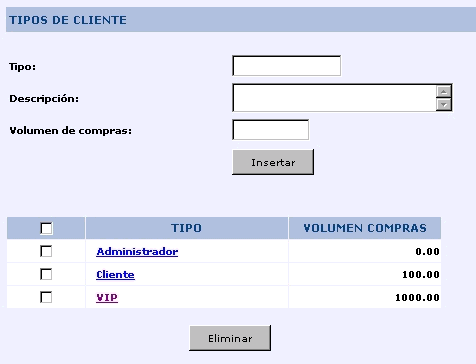 TIPOS DE CLIENTE
Tipo:
Descripción:
Volumen de compras:
Insertar
TIPO VOLUMEN COMPRAS
Administrador 0.00
Cliente 100.00
VIP 1000.00
Eliminar